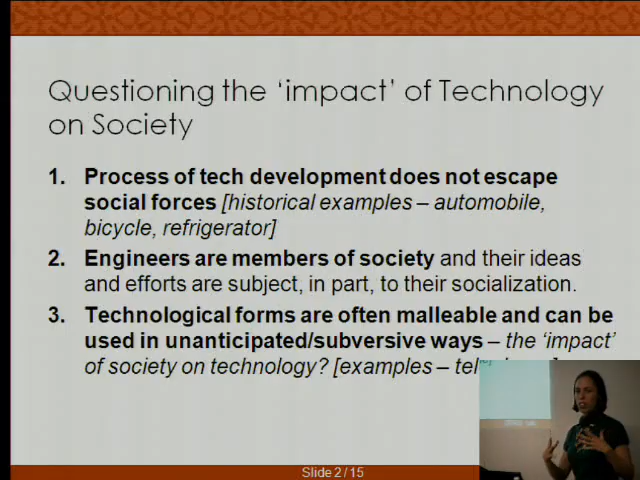 Questioning the ‘impact’ of Technology
on Society
1. Process of tech development does not escape
social forces [historical examples – automobile,
bicycle, refrigerator]
2. Engineers are members of society and their ideas
and efforts are subject, in part, to their socialization.
3. Technological forms are often malleable and can be
used in unanticipated/subversive ways – the ‘impact’
of society on technology? [examples –
Slide 2 / 15